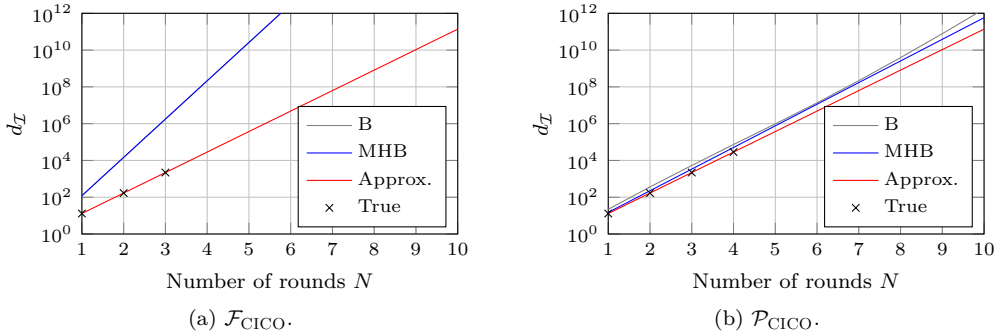 10^12
10^10
10^8
10^6
10^4
10^2
10^0
d_I
1 2 3 4 5 6 7 8 9 10
Number of rounds N
B
MHB
Approx.
True
(a) F_CICO.
10^12
10^10
10^8
10^6
10^4
10^2
10^0
d_I
1 2 3 4 5 6 7 8 9 10
Number of rounds N
B
MHB
Approx.
True
(b) P_CICO.